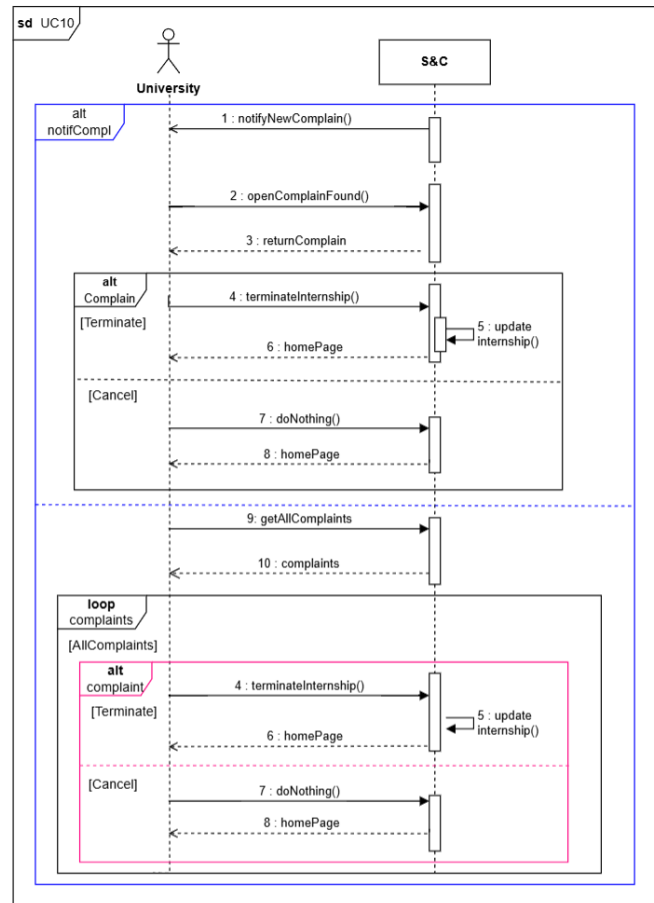 sd UC10
University
S&C
alt
notifCompl
1 : notifyNewComplain()
2 : openComplainFound()
3 : returnComplain
alt
Complain
[Terminate]
4 : terminateInternship()
5 : update
internship()
6 : homePage
[Cancel]
7 : doNothing()
8 : homePage
9: getAllComplaints
10 : complaints
loop
complaints
[AllComplaints]
alt
complaint
[Terminate]
4 : terminateInternship()
5 : update
internship()
6 : homePage
[Cancel]
7 : doNothing()
8 : homePage